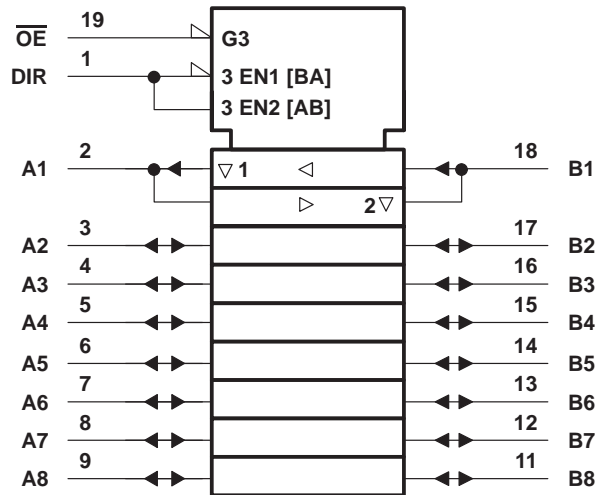 OE 19 G3
DIR 1 3 EN1 [BA]
3 EN2 [AB]
A1 2 1 18 B1
2
A2 3 17 B2
A3 4 16 B3
A4 5 15 B4
A5 6 14 B5
A6 7 13 B6
A7 8 12 B7
A8 9 11 B8